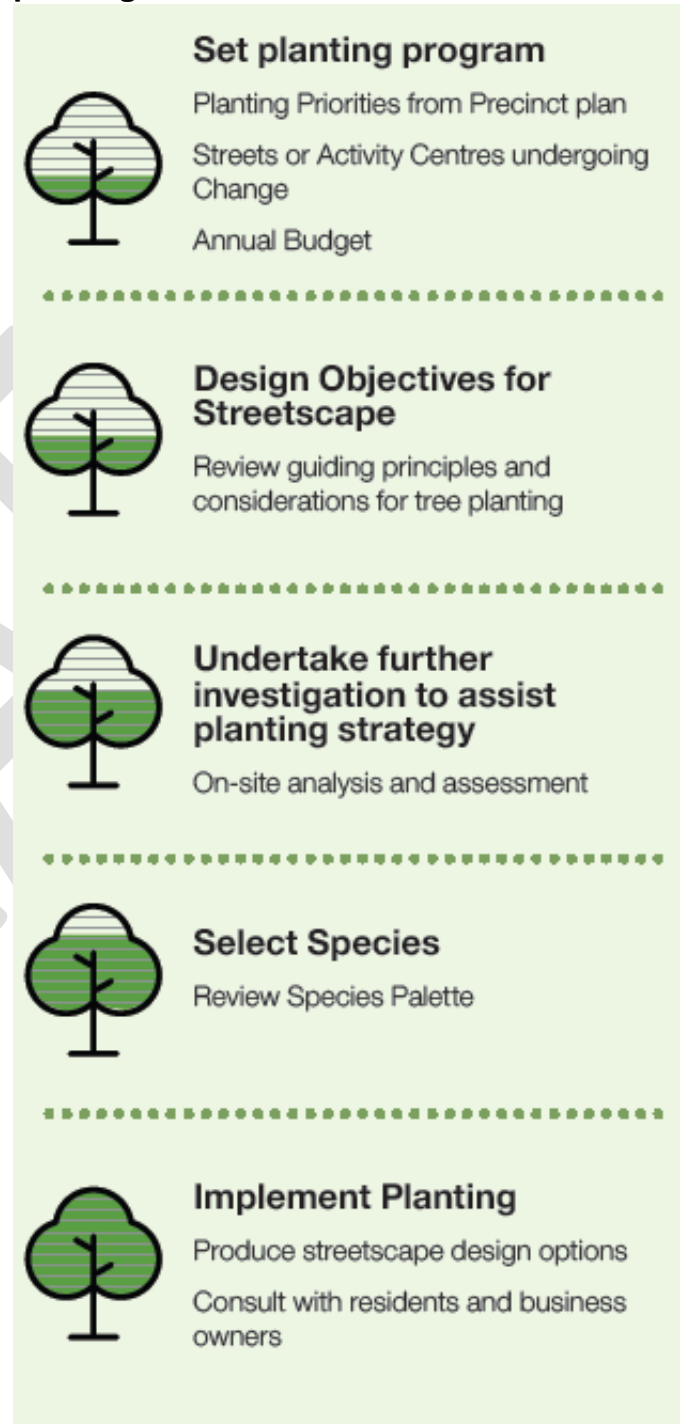 Set planting program
Planting Priorities from Precinct plan
Streets or Activity Centres undergoing
Change
Annual Budget
Design Objectives for
Streetscape
Review guiding principles and
considerations for tree planting
Undertake further
investigation to assist
planting strategy
On-site analysis and assessment
Select Species
Review Species Palette
Implement Planting
Produce streetscape design options
Consult with residents and business
owners